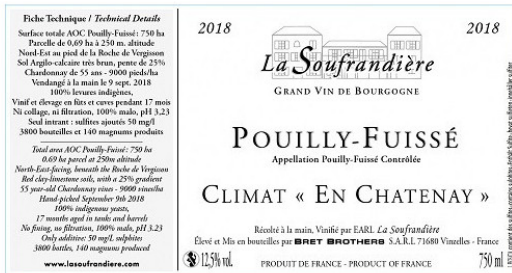 Fiche Technique / Technical Details
Surface totale AOC Pouilly-Fuissé : 750 ha
Parcelle de 0,69 ha à 250 m. altitude
Nord-Est au pied de la Roche de Vergisson
Sol Argilo-calcaire très brun, pente de 25%
Chardonnay de 55 ans - 9000 pieds/ha
Vendangé à la main le 9 sept. 2018
100% levures indigènes,
Vinif et élevage en fûts et cuves pendant 17 mois
Ni collage, ni filtration, 100% malo, pH 3,23
Seul intrant : sulfites ajoutés 50 mg/l
3800 bouteilles et 140 magnums produits
Total area AOC Pouilly-Fuissé : 750 ha
0.69 ha parcel at 250m altitude
North-East-facing, beneath the Roche de Vergisson
Red clay-limestone soils, with a 25% gradient
55 year-old Chardonnay vines - 9000 vines/ha
Hand-picked September 9th 2018
100% indigenous yeasts,
17 months aged in tanks and barrels
No fining, no filtration, 100% malo, pH 3,23
Only additive: 50 mg/L sulphites
3800 bottles, 140 magnums produced
www.lasoufrandiere.com
2018
2018
La Soufrandière
GRAND VIN DE BOURGOGNE
POUILLY-FUISSÉ
Appellation Pouilly-Fuissé Contrôlée
CLIMAT « EN CHATENAY »
Récolté à la main, Vinifié par EARL La Soufrandière
Élevé et Mis en bouteilles par BRET BROTHERS S.A.R.L 71680 Vinzelles - France
12,5% vol.
PRODUIT DE FRANCE - PRODUCT OF FRANCE
750 ml